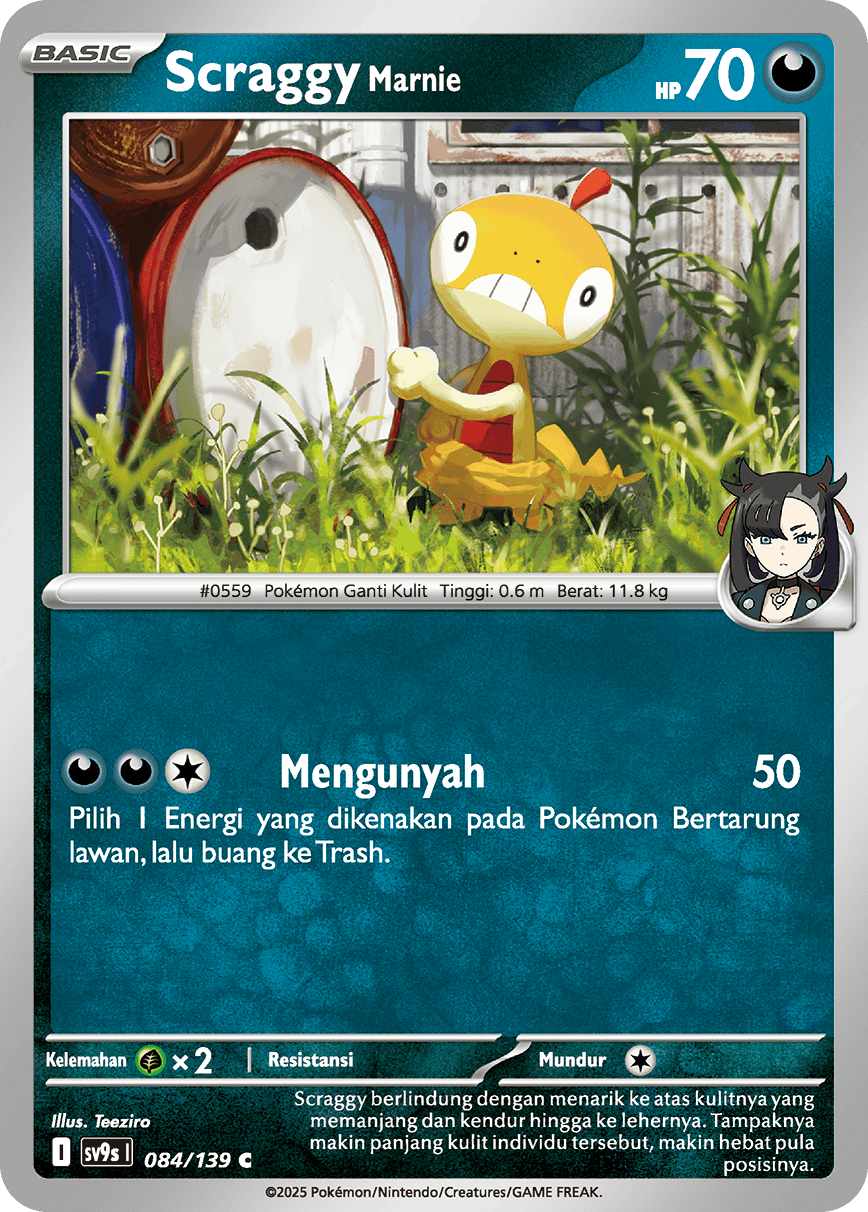 BASIC
Scraggy Marnie
HP 70
#0559 Pokémon Ganti Kulit Tinggi: 0.6 m Berat: 11.8 kg
Mengunyah 50
Pilih 1 Energi yang dikenakan pada Pokémon Bertarung
lawan, lalu buang ke Trash.
Kelemahan ×2 | Resistansi Mundur
Illus. Teeziro
Scraggy berlindung dengan menarik ke atas kulitnya yang
memanjang dan kendur hingga ke lehernya. Tampaknya
makin panjang kulit individu tersebut, makin hebat pula
posisinya.
I sv9s I 084/139 C
©2025 Pokémon/Nintendo/Creatures/GAME FREAK.